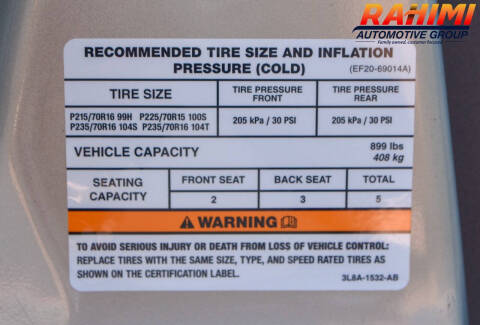 RAHIMI
AUTOMOTIVE GROUP
Family owned, customer focused
RECOMMENDED TIRE SIZE AND INFLATION
PRESSURE (COLD) (EF20-69014A)
TIRE SIZE
TIRE PRESSURE
FRONT
TIRE PRESSURE
REAR
P215/70R16 99H P225/70R15 100S
P235/70R16 104S P235/70R16 104T
205 kPa / 30 PSI
205 kPa / 30 PSI
VEHICLE CAPACITY
899 lbs
408 kg
SEATING
CAPACITY
FRONT SEAT
BACK SEAT
TOTAL
2
3
5
WARNING
TO AVOID SERIOUS INJURY OR DEATH FROM LOSS OF VEHICLE CONTROL:
REPLACE TIRES WITH THE SAME SIZE, TYPE, AND SPEED RATED TIRES AS
SHOWN ON THE CERTIFICATION LABEL.
3L8A-1532-AB